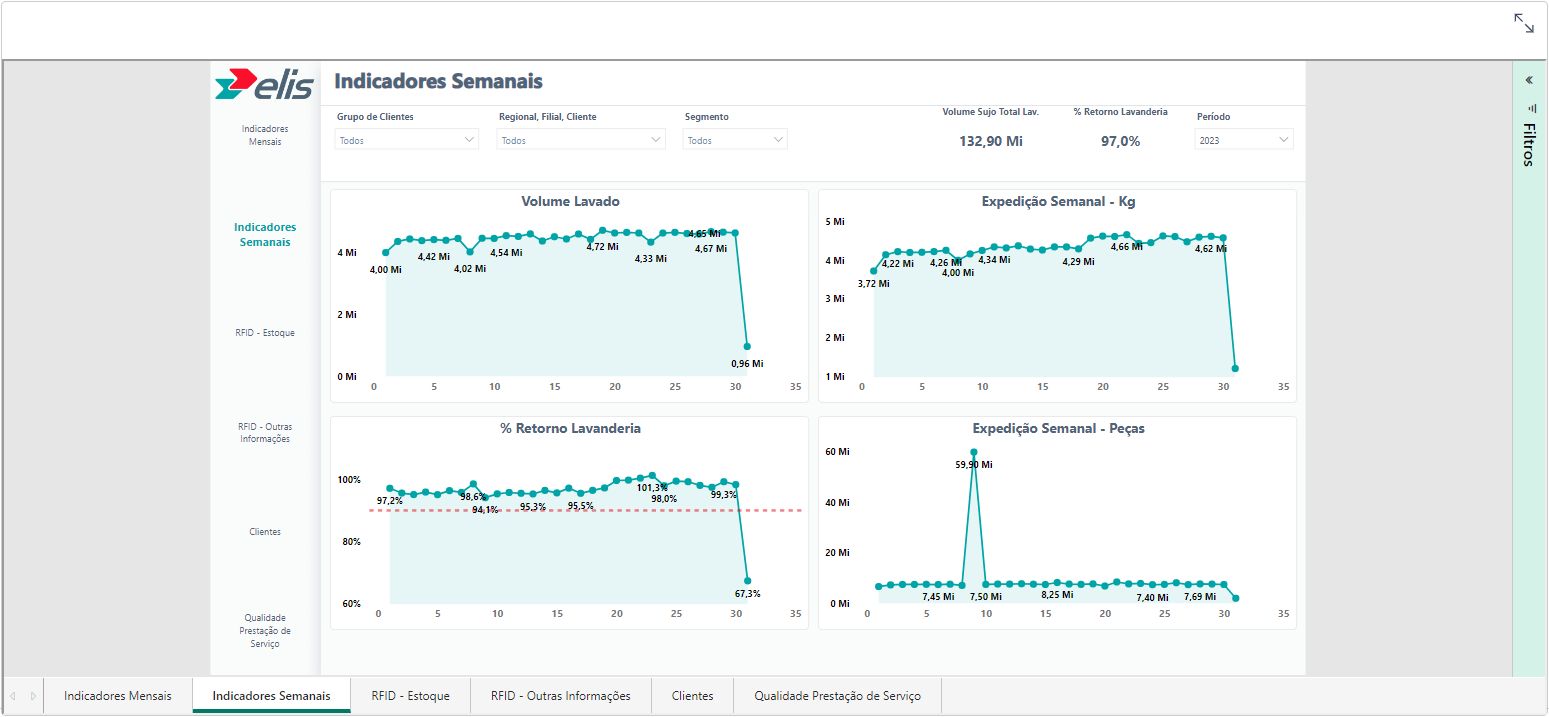 elis
Indicadores Semanais
Indicadores
Mensais
Indicadores
Semanais
RFID - Estoque
RFID - Outras
Informações
Clientes
Qualidade
Prestação de
Serviço
Grupo de Clientes
Todos
Regional, Filial, Cliente
Todos
Segmento
Todos
Volume Sujo Total Lav.
132,90 Mi
% Retorno Lavanderia
97,0%
Período
2023
Filtros
Volume Lavado
4 Mi
2 Mi
0 Mi
4,00 Mi
4,42 Mi
4,02 Mi
4,54 Mi
4,72 Mi
4,33 Mi
4,65 Mi
4,67 Mi
0,96 Mi
0 5 10 15 20 25 30 35
Expedição Semanal - Kg
5 Mi
4 Mi
3 Mi
2 Mi
1 Mi
3,72 Mi
4,22 Mi
4,26 Mi
4,00 Mi
4,34 Mi
4,29 Mi
4,66 Mi
4,62 Mi
0 5 10 15 20 25 30 35
% Retorno Lavanderia
100%
80%
60%
97,2%
98,6%
94,1%
95,3%
95,5%
101,3%
98,0%
99,3%
67,3%
0 5 10 15 20 25 30 35
Expedição Semanal - Peças
60 Mi
40 Mi
20 Mi
0 Mi
59,90 Mi
7,45 Mi
7,50 Mi
8,25 Mi
7,40 Mi
7,69 Mi
0 5 10 15 20 25 30 35
Indicadores Mensais
Indicadores Semanais
RFID - Estoque
RFID - Outras Informações
Clientes
Qualidade Prestação de Serviço